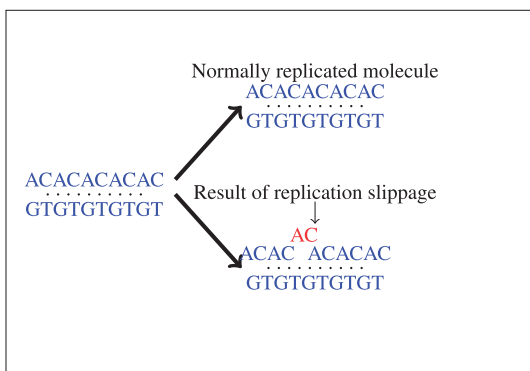 Normally replicated molecule
ACACACACAC
GTGTGTGTGT
ACACACACAC
GTGTGTGTGT
Result of replication slippage
AC
ACAC ACACAC
GTGTGTGTGT